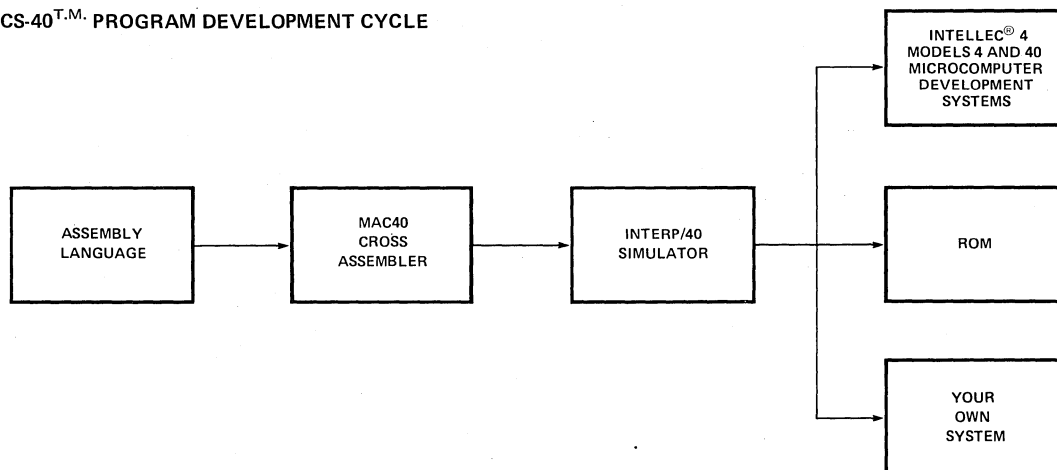 CS-40T.M. PROGRAM DEVELOPMENT CYCLE
ASSEMBLY
LANGUAGE
MAC40
CROSS
ASSEMBLER
INTERP/40
SIMULATOR
INTELLEC® 4
MODELS 4 AND 40
MICROCOMPUTER
DEVELOPMENT
SYSTEMS
ROM
YOUR
OWN
SYSTEM